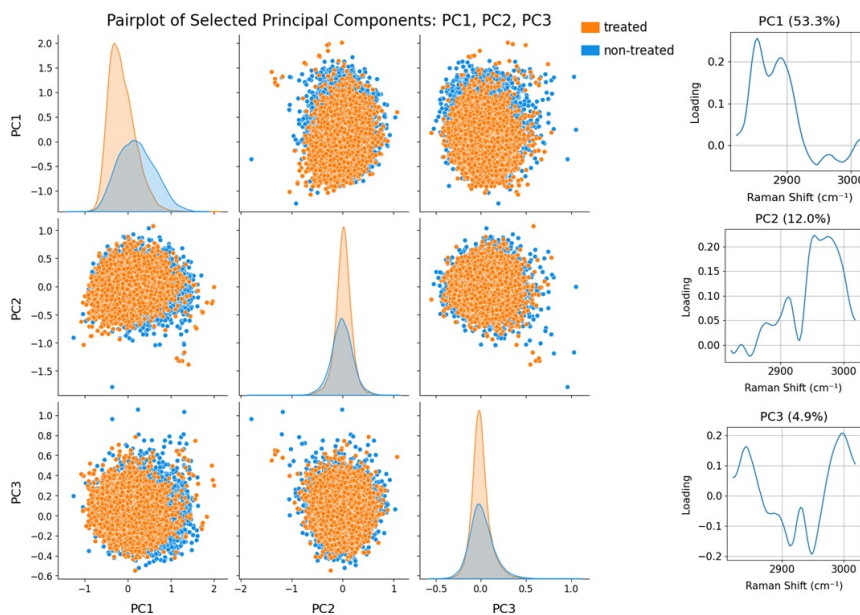 Pairplot of Selected Principal Components: PC1, PC2, PC3
treated
non-treated
PC1
2.0
1.5
1.0
0.5
0.0
−0.5
−1.0
PC2
1.0
0.5
0.0
−0.5
−1.0
−1.5
PC3
1.0
0.8
0.6
0.4
0.2
0.0
−0.2
−0.4
−0.6
−1 0 1 2
PC1
−2 −1 0 1
PC2
−0.5 0.0 0.5 1.0
PC3
PC1 (53.3%)
Loading
0.2
0.1
0.0
2900 3000
Raman Shift (cm⁻¹)
PC2 (12.0%)
Loading
0.20
0.15
0.10
0.05
0.00
2900 3000
Raman Shift (cm⁻¹)
PC3 (4.9%)
Loading
0.2
0.1
0.0
−0.1
−0.2
2900 3000
Raman Shift (cm⁻¹)